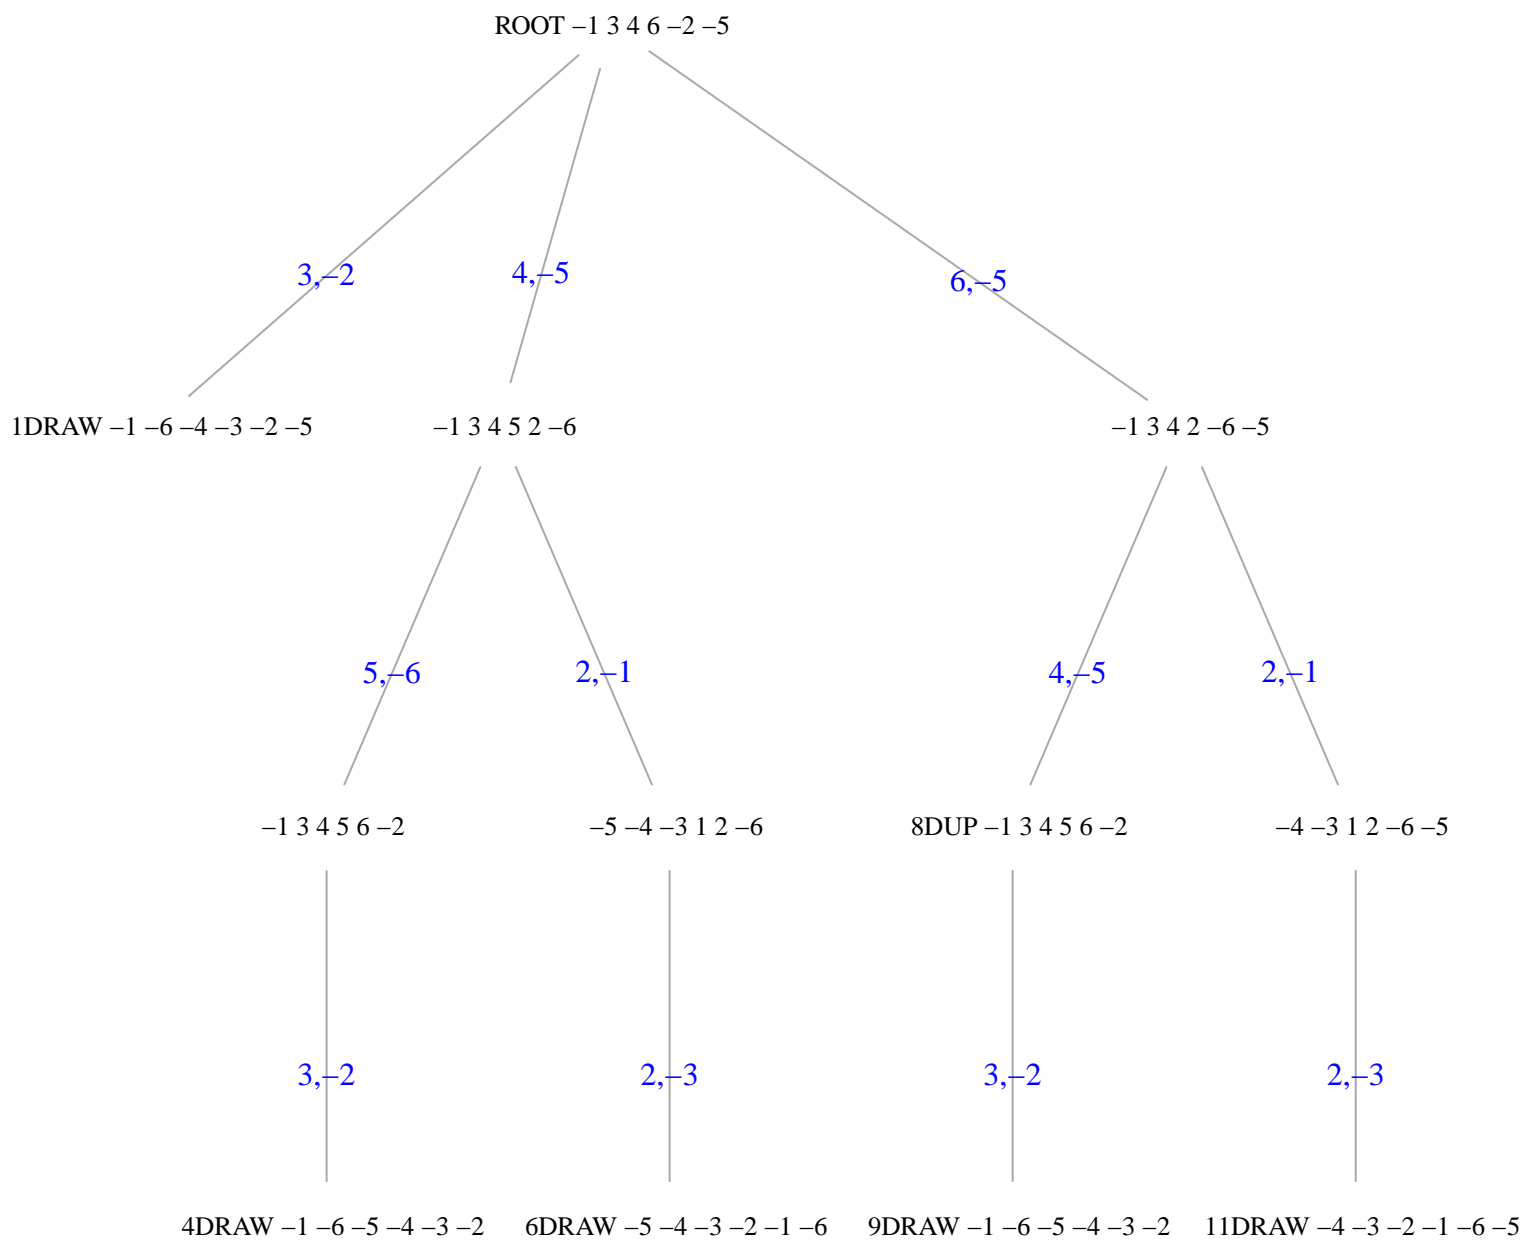 ROOT –1 3 4 6 –2 –5
3,–2
4,–5
6,–5
1DRAW –1 –6 –4 –3 –2 –5
–1 3 4 5 2 –6
–1 3 4 2 –6 –5
5,–6
2,–1
4,–5
2,–1
–1 3 4 5 6 –2
–5 –4 –3 1 2 –6
8DUP –1 3 4 5 6 –2
–4 –3 1 2 –6 –5
3,–2
2,–3
3,–2
2,–3
4DRAW –1 –6 –5 –4 –3 –2
6DRAW –5 –4 –3 –2 –1 –6
9DRAW –1 –6 –5 –4 –3 –2
11DRAW –4 –3 –2 –1 –6 –5